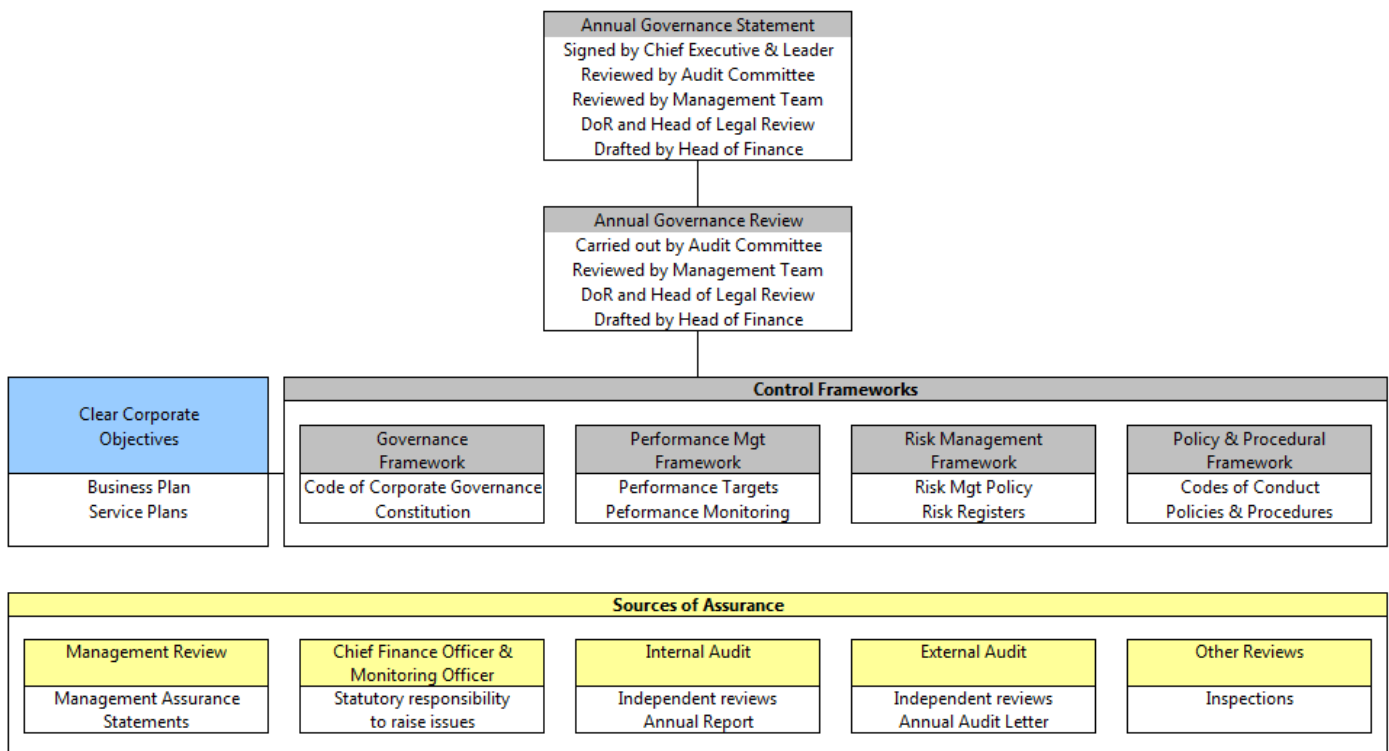 Annual Governance Statement
Signed by Chief Executive & Leader
Reviewed by Audit Committee
Reviewed by Management Team
DoR and Head of Legal Review
Drafted by Head of Finance
Annual Governance Review
Carried out by Audit Committee
Reviewed by Management Team
DoR and Head of Legal Review
Drafted by Head of Finance
Clear Corporate
Objectives
Business Plan
Service Plans
Control Frameworks
Governance
Framework
Code of Corporate Governance
Constitution
Performance Mgt
Framework
Performance Targets
Peformance Monitoring
Risk Management
Framework
Risk Mgt Policy
Risk Registers
Policy & Procedural
Framework
Codes of Conduct
Policies & Procedures
Sources of Assurance
Management Review
Management Assurance
Statements
Chief Finance Officer &
Monitoring Officer
Statutory responsibility
to raise issues
Internal Audit
Independent reviews
Annual Report
External Audit
Independent reviews
Annual Audit Letter
Other Reviews
Inspections